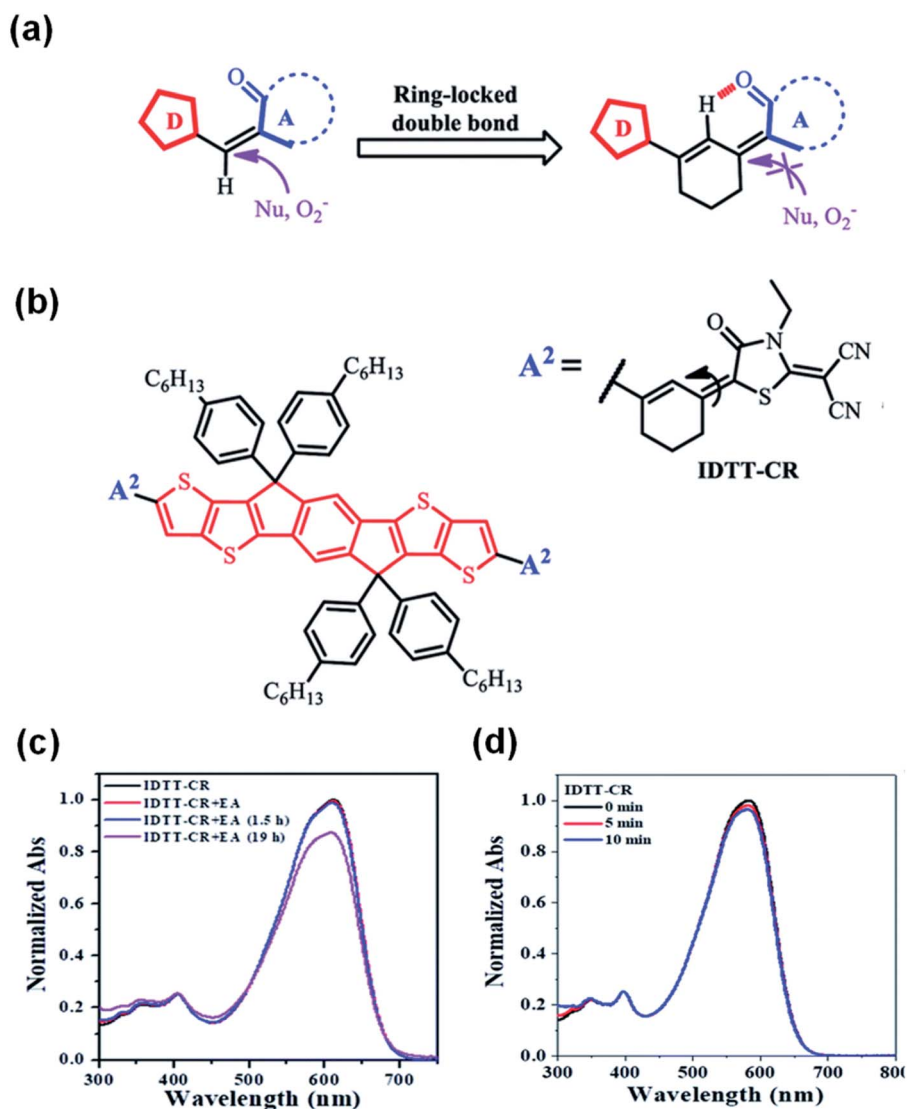 (a)
O
D
A
H
Nu, O₂⁻
Ring-locked
double bond
H
O
D
A
Nu, O₂⁻
(b)
C₆H₁₃
C₆H₁₃
A²
S
S
S
S
A²
C₆H₁₃
C₆H₁₃
A² =
O
N
S
CN
CN
IDTT-CR
(c)
IDTT-CR
IDTT-CR+EA
IDTT-CR+EA (1.5 h)
IDTT-CR+EA (19 h)
Normalized Abs
1.0
0.8
0.6
0.4
0.2
0.0
300 400 500 600 700
Wavelength (nm)
(d)
IDTT-CR
0 min
5 min
10 min
Normalized Abs
1.0
0.8
0.6
0.4
0.2
0.0
300 400 500 600 700 800
Wavelength (nm)